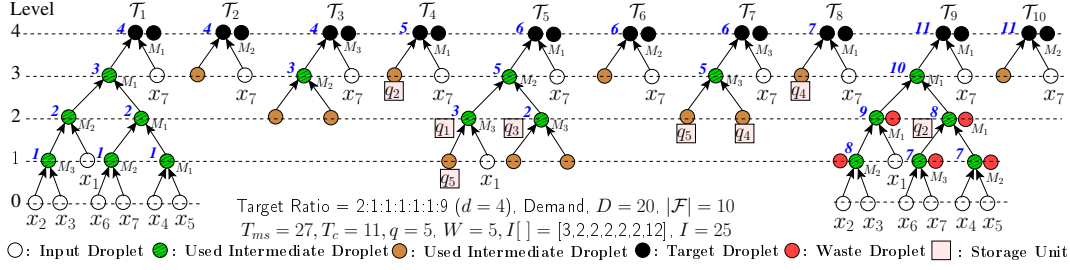 Level T₁ T₂ T₃ T₄ T₅ T₆ T₇ T₈ T₉ T₁₀
4 4 M₁ 4 M₂ 4 M₃ 5 M₁ 6 M₁ 6 M₂ 6 M₃ 7 M₁ 11 M₁ 11 M₂
3 3 M₁ x₇ x₇ 3 M₂ x₇ q₂ x₇ 5 M₂ x₇ x₇ 5 M₃ x₇ q₄ x₇ 10 M₁ x₇ x₇
2 2 M₂ 2 M₁ q₁ 3 M₃ q₃ 2 M₃ q₅ q₄ 9 M₁ q₂ 8 M₁
1 1 M₃ x₁ 1 M₂ 1 M₁ q₅ x₁ 8 M₂ x₁ 7 M₃ 7 M₂
0 x₂ x₃ x₆ x₇ x₄ x₅ x₂ x₃ x₆ x₇ x₄ x₅
Target Ratio = 2:1:1:1:1:1:9 (d = 4), Demand, D = 20, |F| = 10
Tₘₛ = 27, T_c = 11, q = 5, W = 5, I[ ] = [3,2,2,2,2,2,12], I = 25
: Input Droplet : Used Intermediate Droplet : Used Intermediate Droplet : Target Droplet : Waste Droplet : Storage Unit